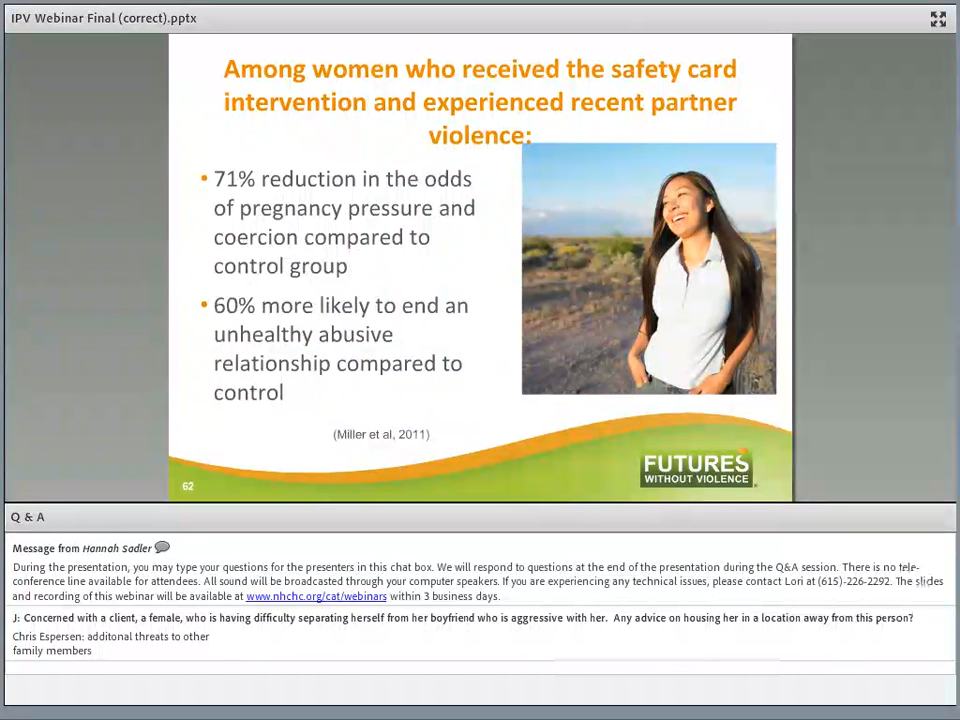 IPV Webinar Final (correct).pptx
Among women who received the safety card
intervention and experienced recent partner
violence:
• 71% reduction in the odds
of pregnancy pressure and
coercion compared to
control group
• 60% more likely to end an
unhealthy abusive
relationship compared to
control
(Miller et al, 2011)
62
FUTURES
WITHOUT VIOLENCE
Q & A
Message from Hannah Sadler
During the presentation, you may type your questions for the presenters in this chat box. We will respond to questions at the end of the presentation during the Q&A session. There is no tele-
conference line available for attendees. All sound will be broadcasted through your computer speakers. If you are experiencing any technical issues, please contact Lori at (615)-226-2292. The slides
and recording of this webinar will be available at www.nhchc.org/cat/webinars within 3 business days.
J: Concerned with a client, a female, who is having difficulty separating herself from her boyfriend who is aggressive with her. Any advice on housing her in a location away from this person?
Chris Espersen: additonal threats to other
family members